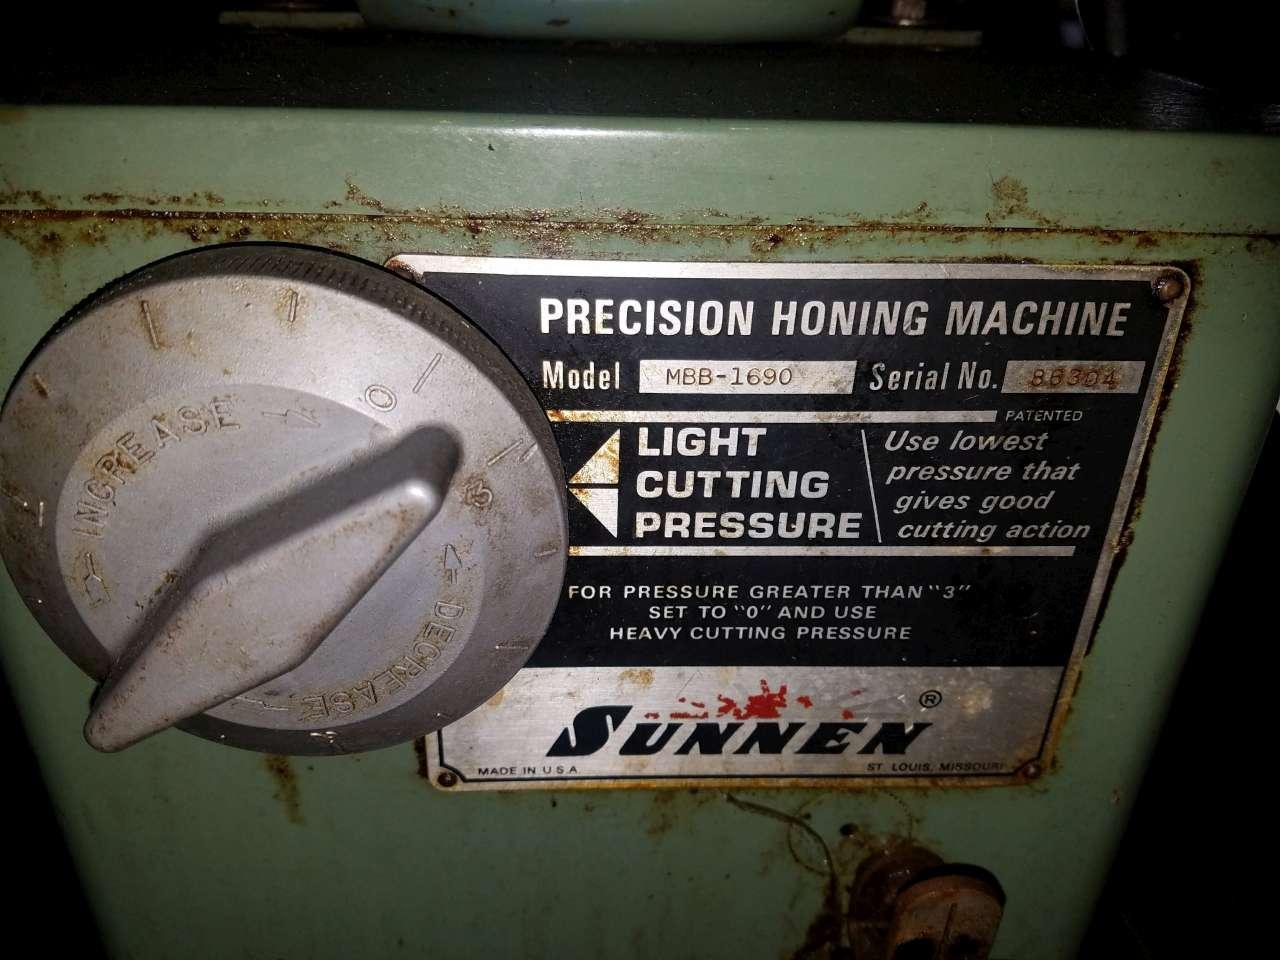 PRECISION HONING MACHINE
Model MBB-1690 Serial No. 86304
PATENTED
LIGHT
CUTTING
PRESSURE
Use lowest
pressure that
gives good
cutting action
FOR PRESSURE GREATER THAN "3"
SET TO "0" AND USE
HEAVY CUTTING PRESSURE
SUNNEN®
MADE IN U.S.A. ST. LOUIS, MISSOURI
INCREASE
0
3
DECREASE